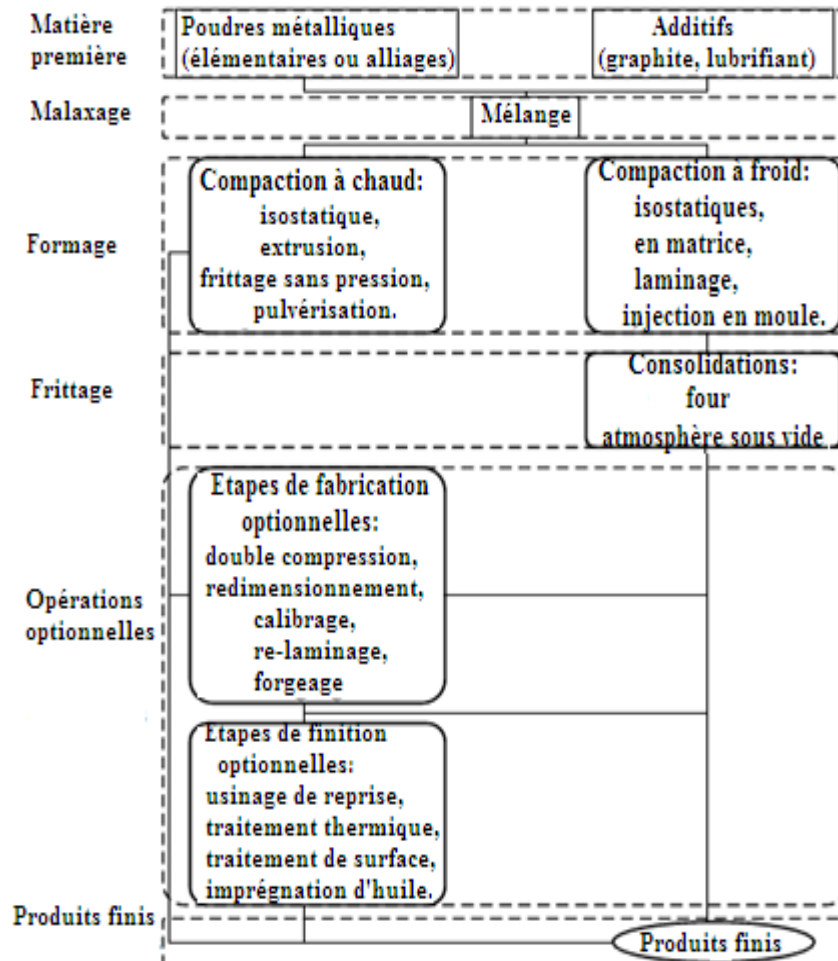 Matière
première
Poudres métalliques
(élémentaires ou alliages)
Additifs
(graphite, lubrifiant)
Malaxage
Mélange
Formage
Compaction à chaud:
isostatique,
extrusion,
frittage sans pression,
pulvérisation.
Compaction à froid:
isostatiques,
en matrice,
laminage,
injection en moule.
Frittage
Consolidations:
four
atmosphère sous vide
Opérations
optionnelles
Etapes de fabrication
optionnelles:
double compression,
redimensionnement,
calibrage,
re-laminage,
forgeage
Etapes de finition
optionnelles:
usinage de reprise,
traitement thermique,
traitement de surface,
imprégnation d'huile.
Produits finis
Produits finis